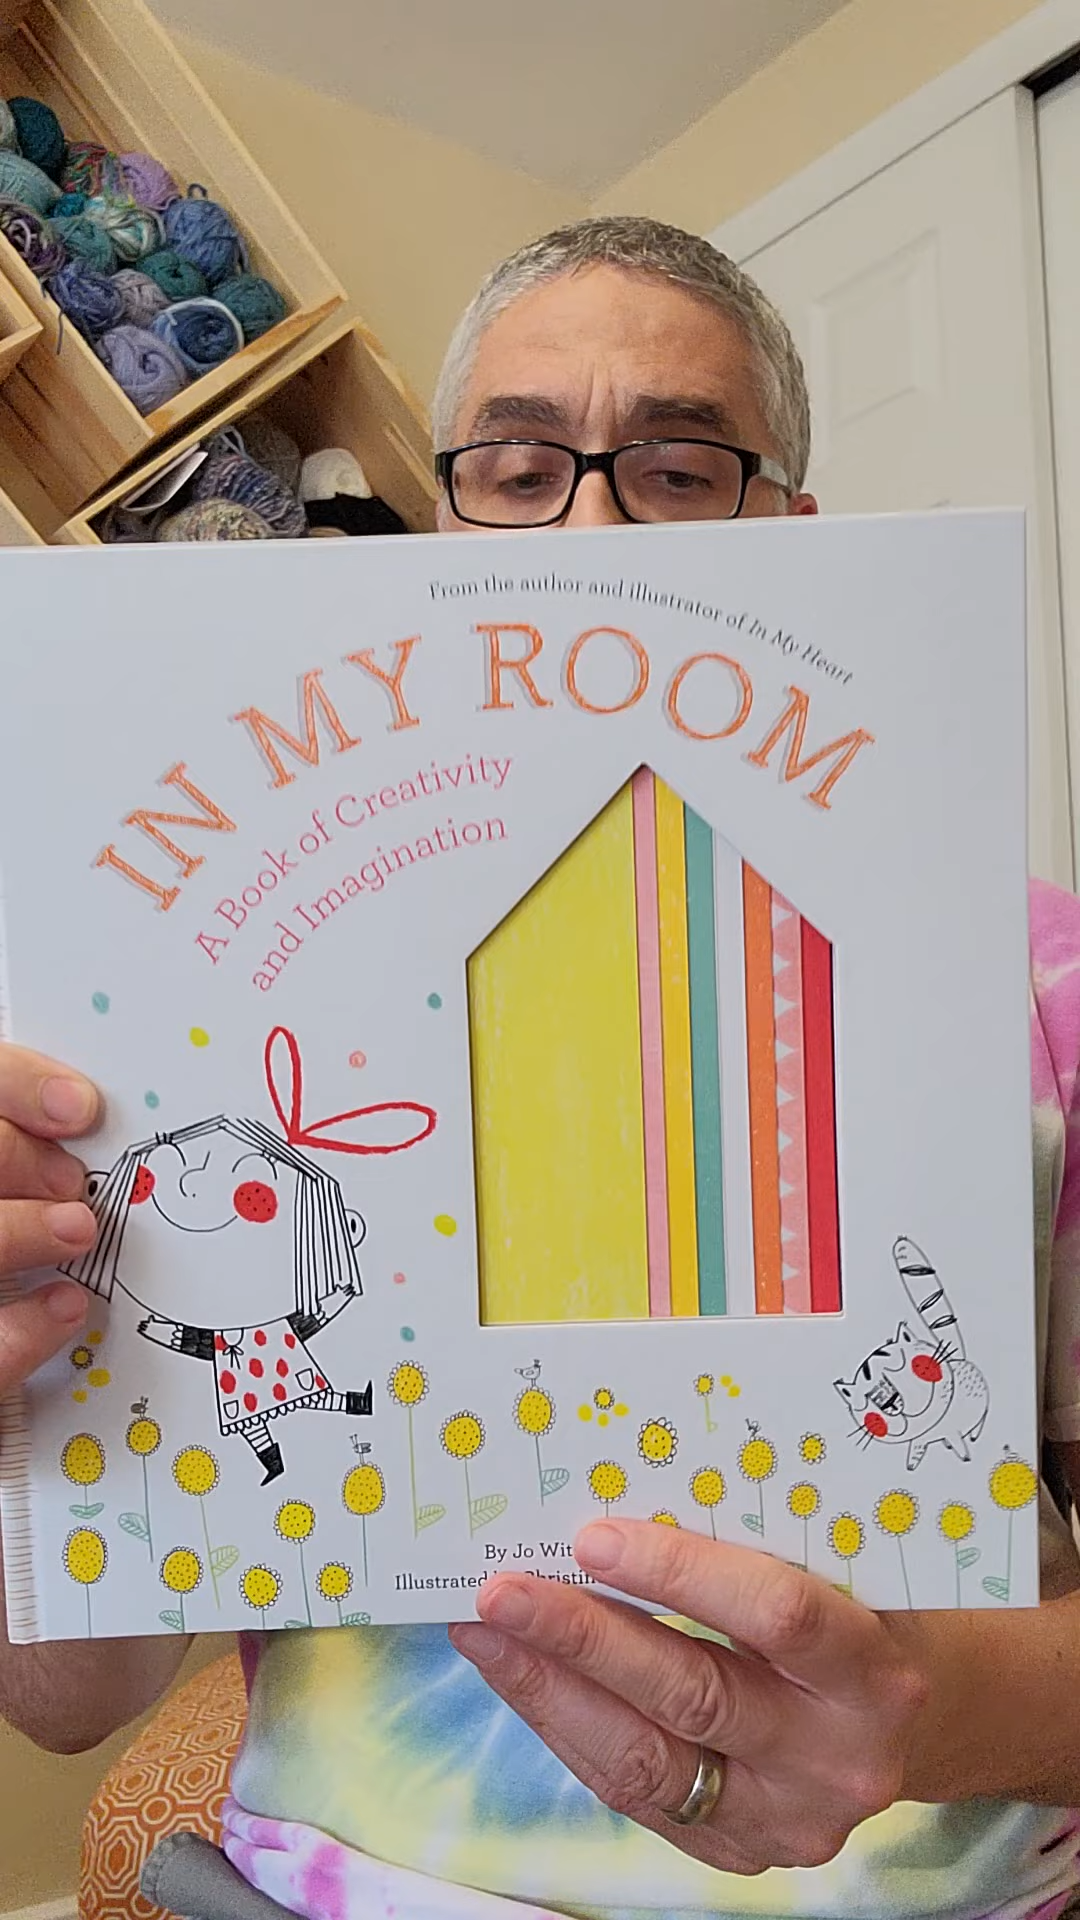 From the author and illustrator of In My Heart
IN MY ROOM
A Book of Creativity
and Imagination
By Jo
Illustrated